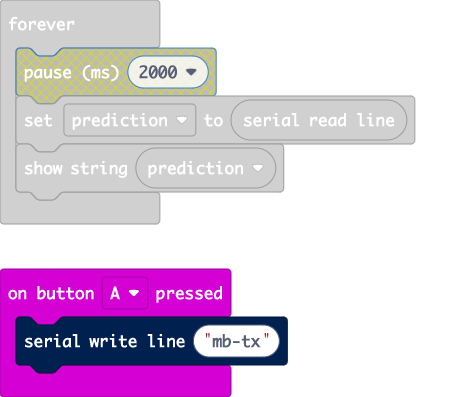 forever
pause (ms) 2000
set prediction to serial read line
show string prediction
on button A pressed
serial write line "mb-tx"